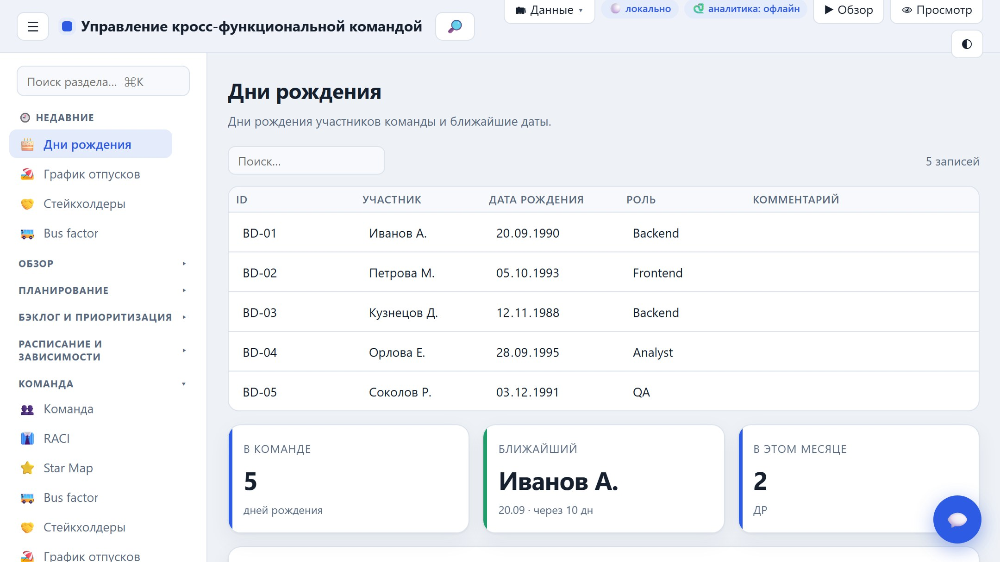 Управление кросс-функциональной командой
Данные
локально
аналитика: офлайн
Обзор
Просмотр
Поиск раздела... ⌘K
НЕДАВНИЕ
Дни рождения
График отпусков
Стейкхолдеры
Bus factor
ОБЗОР
ПЛАНИРОВАНИЕ
БЭКЛОГ И ПРИОРИТИЗАЦИЯ
РАСПИСАНИЕ И
ЗАВИСИМОСТИ
КОМАНДА
Команда
RACI
Star Map
Bus factor
Стейкхолдеры
График отпусков
Дни рождения
Дни рождения участников команды и ближайшие даты.
Поиск...
5 записей
ID УЧАСТНИК ДАТА РОЖДЕНИЯ РОЛЬ КОММЕНТАРИЙ
BD-01 Иванов А. 20.09.1990 Backend
BD-02 Петрова М. 05.10.1993 Frontend
BD-03 Кузнецов Д. 12.11.1988 Backend
BD-04 Орлова Е. 28.09.1995 Analyst
BD-05 Соколов Р. 03.12.1991 QA
В КОМАНДЕ
5
дней рождения
БЛИЖАЙШИЙ
Иванов А.
20.09 · через 10 дн
В ЭТОМ МЕСЯЦЕ
2
ДР